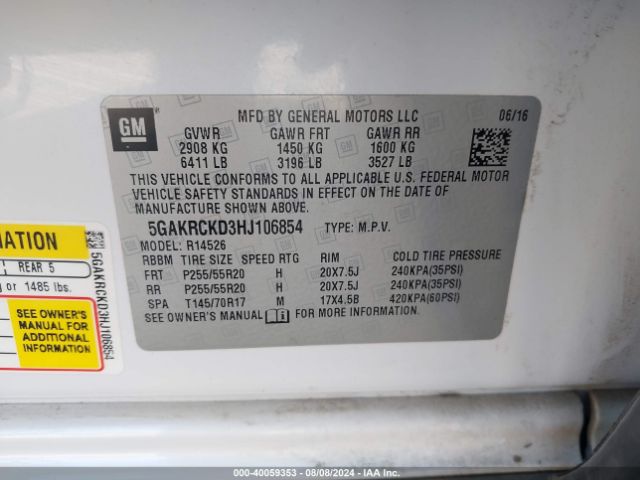 GM
MFD BY GENERAL MOTORS LLC
06/16
GVWR GAWR FRT GAWR RR
2908 KG 1450 KG 1600 KG
6411 LB 3196 LB 3527 LB
THIS VEHICLE CONFORMS TO ALL APPLICABLE U.S. FEDERAL MOTOR
VEHICLE SAFETY STANDARDS IN EFFECT ON THE DATE OF
MANUFACTURE SHOWN ABOVE.
5GAKRCKD3HJ106854 TYPE: M.P.V.
MODEL: R14526
RBBM TIRE SIZE SPEED RTG RIM COLD TIRE PRESSURE
FRT P255/55R20 H 20X7.5J 240KPA(35PSI)
RR P255/55R20 H 20X7.5J 240KPA(35PSI)
SPA T145/70R17 M 17X4.5B 420KPA(60PSI)
SEE OWNER'S MANUAL FOR MORE INFORMATION.
REAR 5
or 1485 lbs.
SEE OWNER'S
MANUAL FOR
ADDITIONAL
INFORMATION
5GAKRCKD3HJ106854
000-40059353 - 08/08/2024 - IAAI.COM